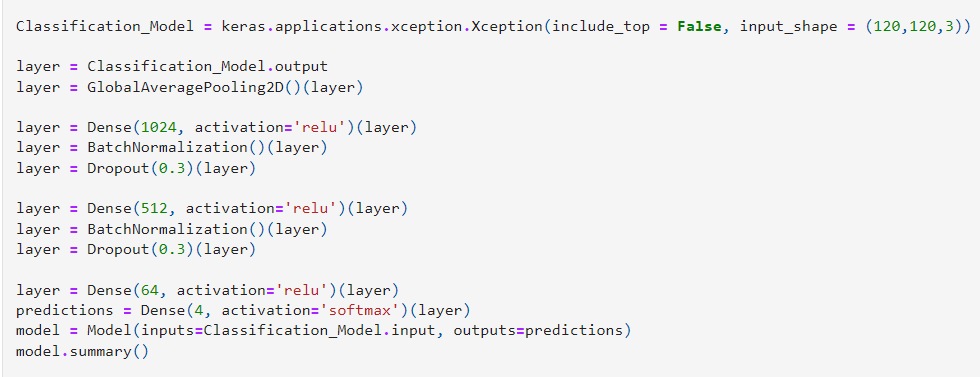 Classification_Model = keras.applications.xception.Xception(include_top = False, input_shape = (120,120,3))
layer = Classification_Model.output
layer = GlobalAveragePooling2D()(layer)
layer = Dense(1024, activation='relu')(layer)
layer = BatchNormalization()(layer)
layer = Dropout(0.3)(layer)
layer = Dense(512, activation='relu')(layer)
layer = BatchNormalization()(layer)
layer = Dropout(0.3)(layer)
layer = Dense(64, activation='relu')(layer)
predictions = Dense(4, activation='softmax')(layer)
model = Model(inputs=Classification_Model.input, outputs=predictions)
model.summary()